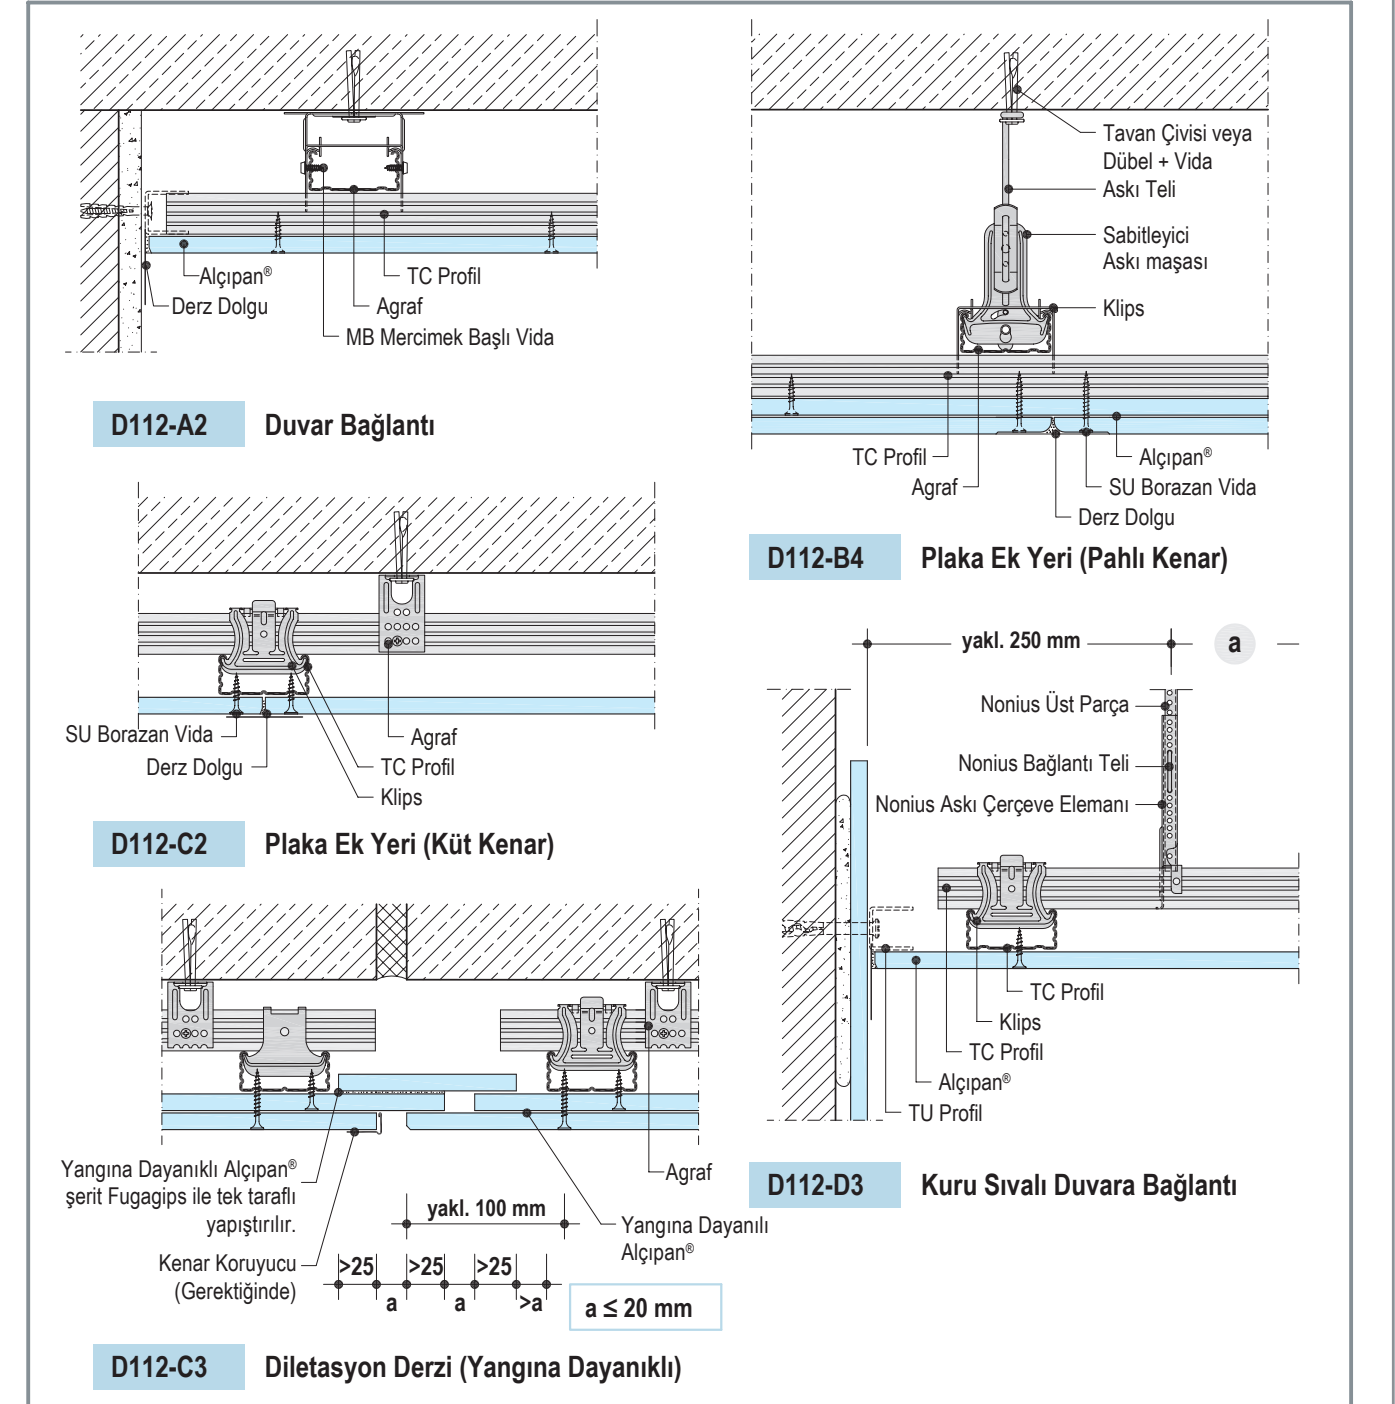 Alçıpan®
Derz Dolgu
TC Profil
Agraf
MB Mercimek Başlı Vida
D112-A2 Duvar Bağlantı
Tavan Çivisi veya
Dübel + Vida
Askı Teli
Sabitleyici
Askı maşası
Klips
TC Profil
Agraf
Alçıpan®
SU Borazan Vida
Derz Dolgu
D112-B4 Plaka Ek Yeri (Pahlı Kenar)
SU Borazan Vida
Derz Dolgu
Agraf
TC Profil
Klips
D112-C2 Plaka Ek Yeri (Küt Kenar)
yakl. 250 mm a
Nonius Üst Parça
Nonius Bağlantı Teli
Nonius Askı Çerçeve Elemanı
TC Profil
Klips
TC Profil
Alçıpan®
TU Profil
D112-D3 Kuru Sıvalı Duvara Bağlantı
Yangına Dayanıklı Alçıpan®
şerit Fugagips ile tek taraflı
yapıştırılır.
Kenar Koruyucu
(Gerektiğinde)
Agraf
yakl. 100 mm
Yangına Dayanılı
Alçıpan®
>25 >25 >25
a a >a
a ≤ 20 mm
D112-C3 Diletasyon Derzi (Yangına Dayanıklı)